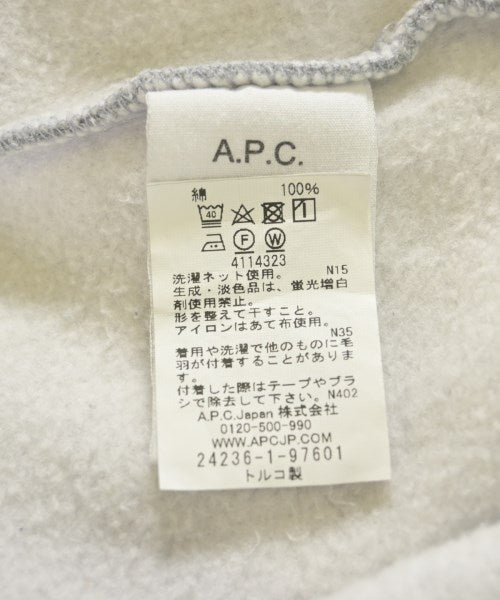 A.P.C.
綿 100%
40
F W
4114323
洗濯ネット使用。 N15
生成・淡色品は、蛍光増白
剤使用禁止。
形を整えて干すこと。
アイロンはあて布使用。
N35
着用や洗濯で他のものに毛
羽が付着することがありま
す。
付着した際はテープやブラ
シで除去して下さい。N402
A.P.C.Japan 株式会社
0120-500-990
WWW.APCJP.COM
24236-1-97601
トルコ製